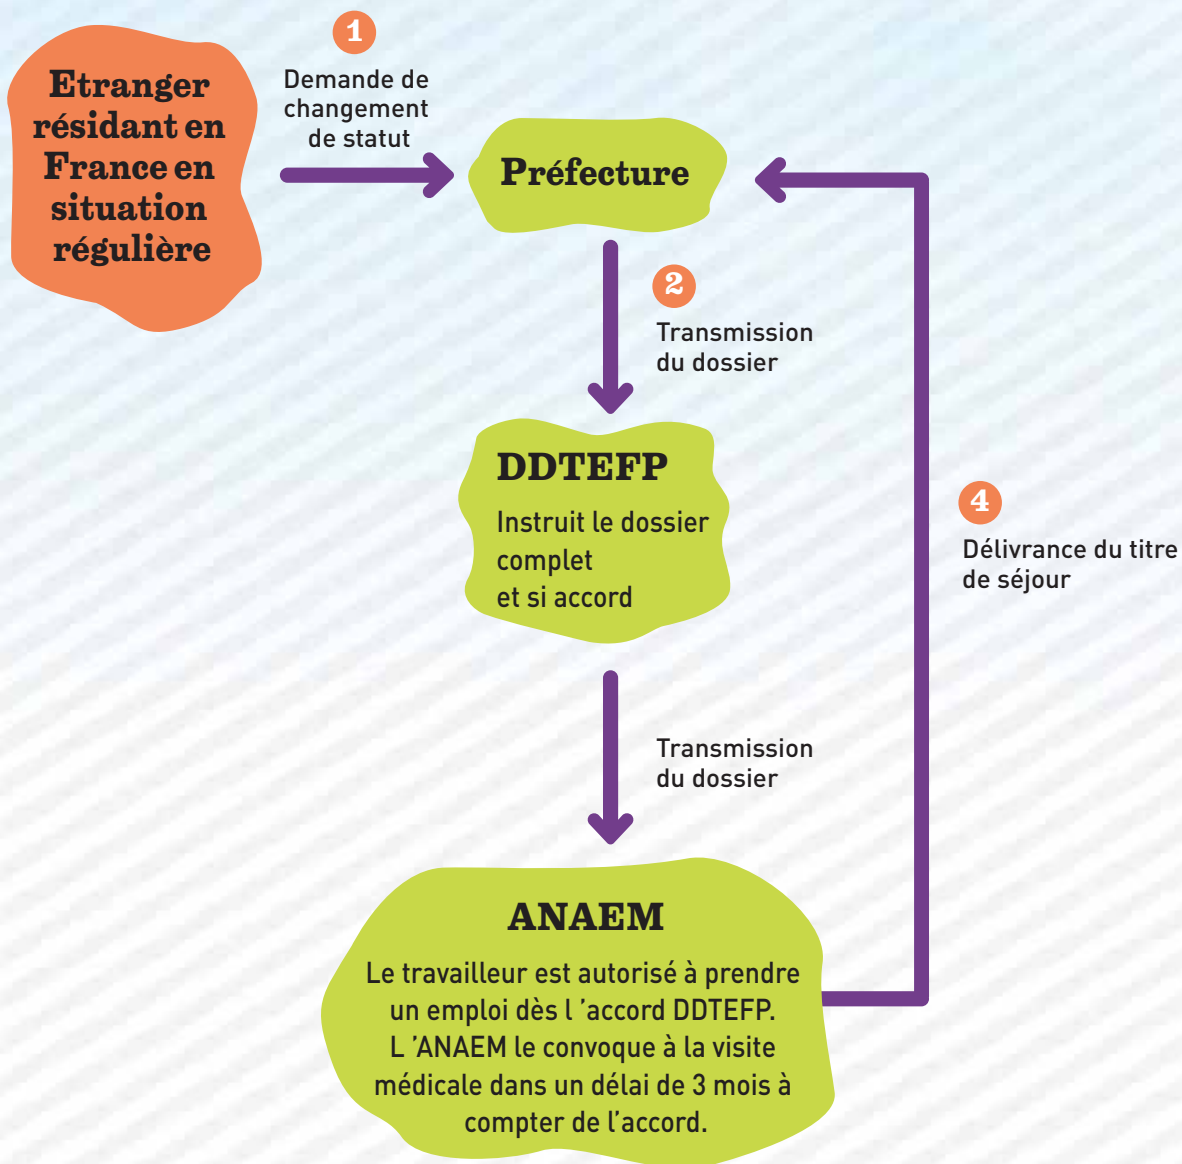 Etranger
résidant en
France en
situation
régulière
1
Demande de
changement
de statut
Préfecture
2
Transmission
du dossier
DDTEFP
Instruit le dossier
complet
et si accord
4
Délivrance du titre
de séjour
Transmission
du dossier
ANAEM
Le travailleur est autorisé à prendre
un emploi dès l ’accord DDTEFP.
L ’ANAEM le convoque à la visite
médicale dans un délai de 3 mois à
compter de l’accord.